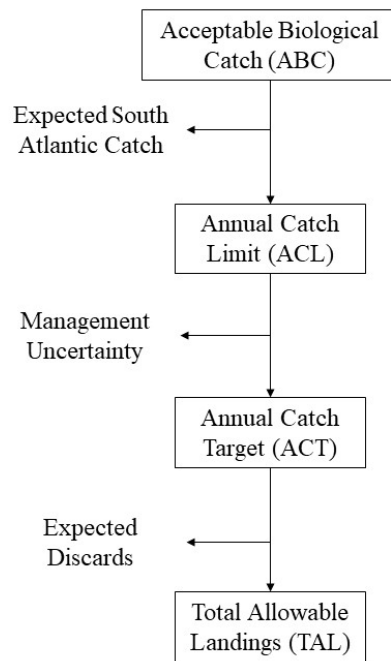 Acceptable Biological
Catch (ABC)
Expected South
Atlantic Catch
Annual Catch
Limit (ACL)
Management
Uncertainty
Annual Catch
Target (ACT)
Expected
Discards
Total Allowable
Landings (TAL)